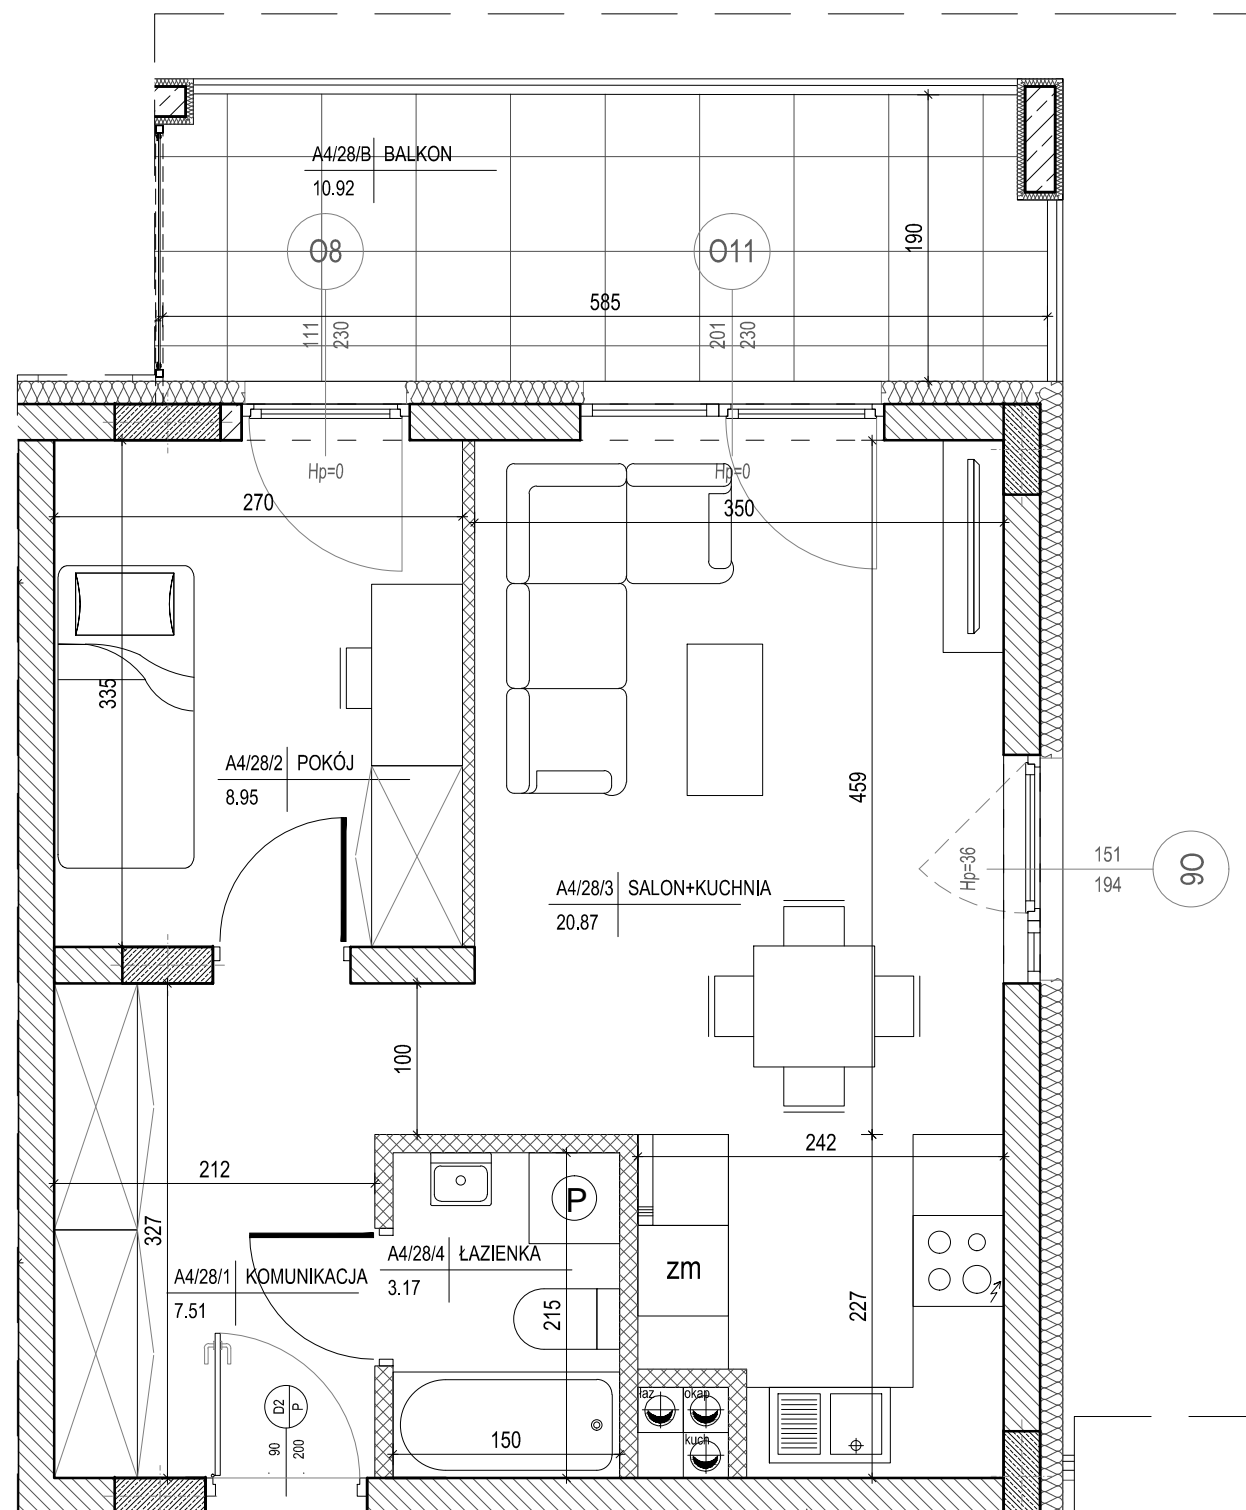 A4/28/B BALKON
10.92
O8
O11
190
585
111
230
201
230
Hp=0
Hp=0
270
350
335
A4/28/2 POKÓJ
8.95
459
Hp=36
151
194
O6
A4/28/3 SALON+KUCHNIA
20.87
100
212
242
327
P
A4/28/4 ŁAZIENKA
3.17
A4/28/1 KOMUNIKACJA
7.51
zm
215
227
D2
P
90
200
łaz
okap
kuch
150